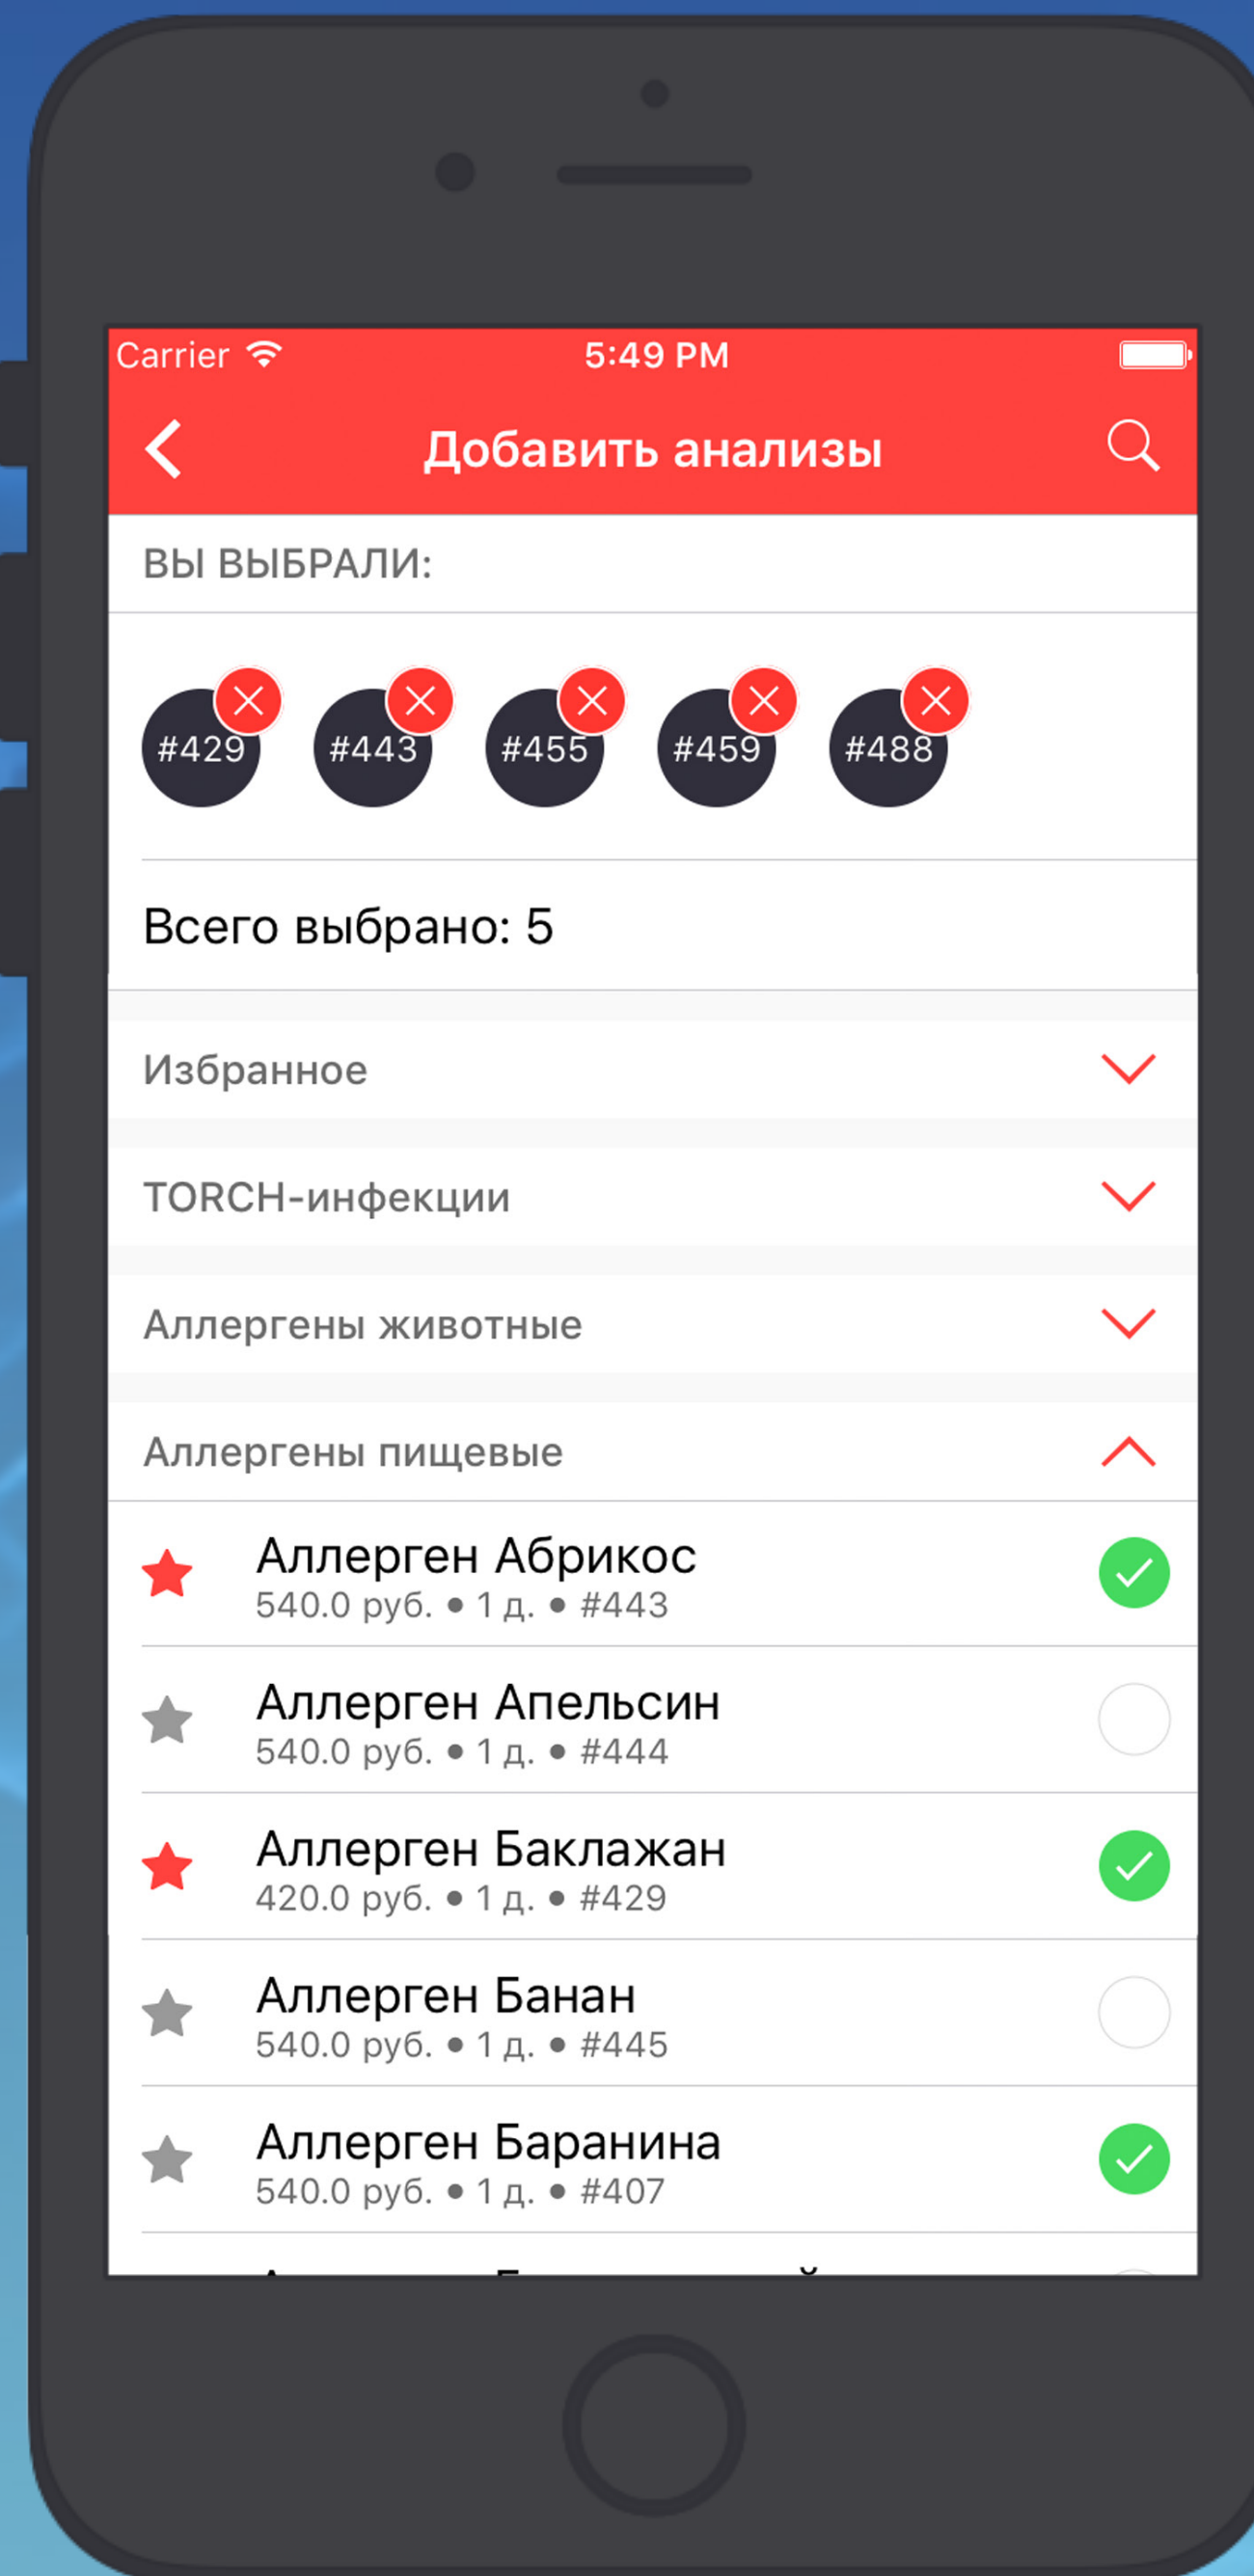 Carrier 5:49 PM
Добавить анализы
ВЫ ВЫБРАЛИ:
#429 #443 #455 #459 #488
Всего выбрано: 5
Избранное
TORCH-инфекции
Аллергены животные
Аллергены пищевые
Аллерген Абрикос
540.0 руб. • 1 д. • #443
Аллерген Апельсин
540.0 руб. • 1 д. • #444
Аллерген Баклажан
420.0 руб. • 1 д. • #429
Аллерген Банан
540.0 руб. • 1 д. • #445
Аллерген Баранина
540.0 руб. • 1 д. • #407